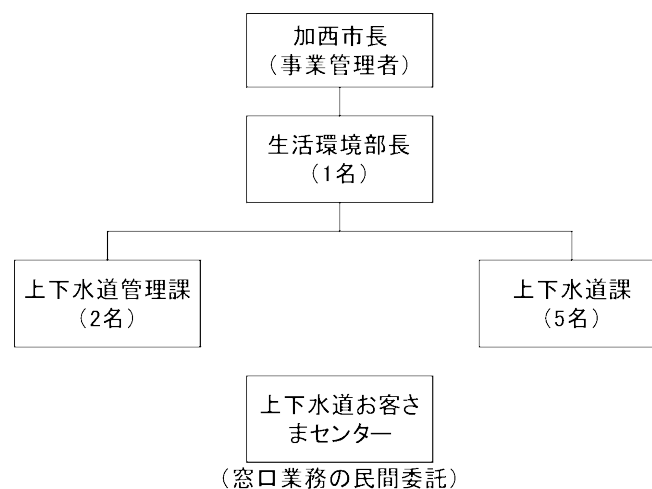 加西市長
（事業管理者）
生活環境部長
（1名）
上下水道管理課
（2名）
上下水道課
（5名）
上下水道お客さ
まセンター
（窓口業務の民間委託）